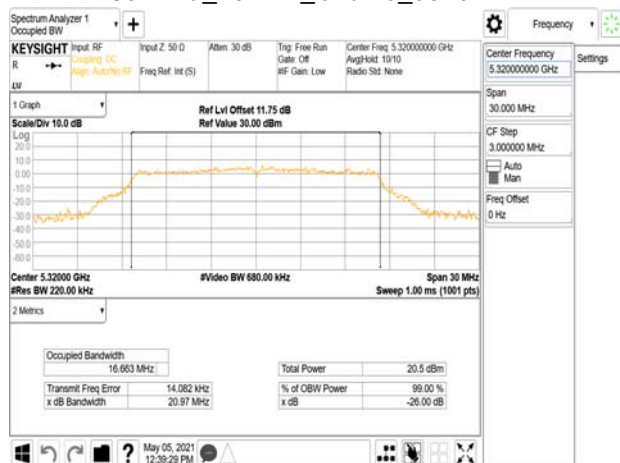 Spectrum Analyzer 1
Occupied BW
+
Frequency
KEYSIGHT
R
LV
Input: RF
Coupling: DC
Align: Auto/No RF
Input Z: 50 Ω
Freq Ref: Int (S)
Atten: 30 dB
Trig: Free Run
Gate: Off
#IF Gain: Low
Center Freq: 5.320000000 GHz
Avg|Hold: 10/10
Radio Std: None
Center Frequency
5.320000000 GHz
Settings
Span
30.000 MHz
CF Step
3.000000 MHz
Auto
Man
Freq Offset
0 Hz
1 Graph
Scale/Div 10.0 dB
Ref Lvl Offset 11.75 dB
Ref Value 30.00 dBm
Log
20.0
10.0
0.00
-10.0
-20.0
-30.0
-40.0
-50.0
-60.0
Center 5.32000 GHz
#Res BW 220.00 kHz
#Video BW 680.00 kHz
Span 30 MHz
Sweep 1.00 ms (1001 pts)
2 Metrics
Occupied Bandwidth
16.663 MHz
Total Power 20.5 dBm
Transmit Freq Error 14.082 kHz
% of OBW Power 99.00 %
x dB Bandwidth 20.97 MHz
x dB -26.00 dB
?
May 05, 2021
12:39:29 PM